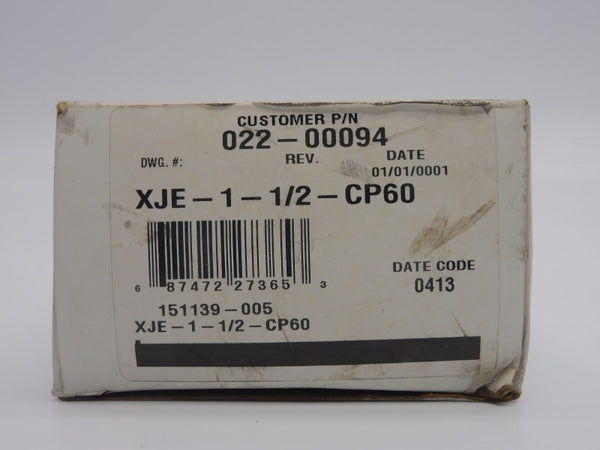 CUSTOMER P/N
022-00094
DWG. #: REV. DATE
01/01/0001
XJE-1-1/2-CP60
6 87472 27365 3
DATE CODE
0413
151139-005
XJE-1-1/2-CP60